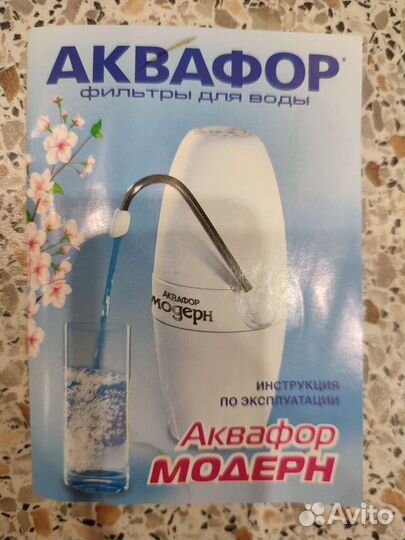 АКВАФОР®
фильтры для воды
АКВАФОР
модерн
ИНСТРУКЦИЯ
ПО ЭКСПЛУАТАЦИИ
Аквафор
МОДЕРН
Avito